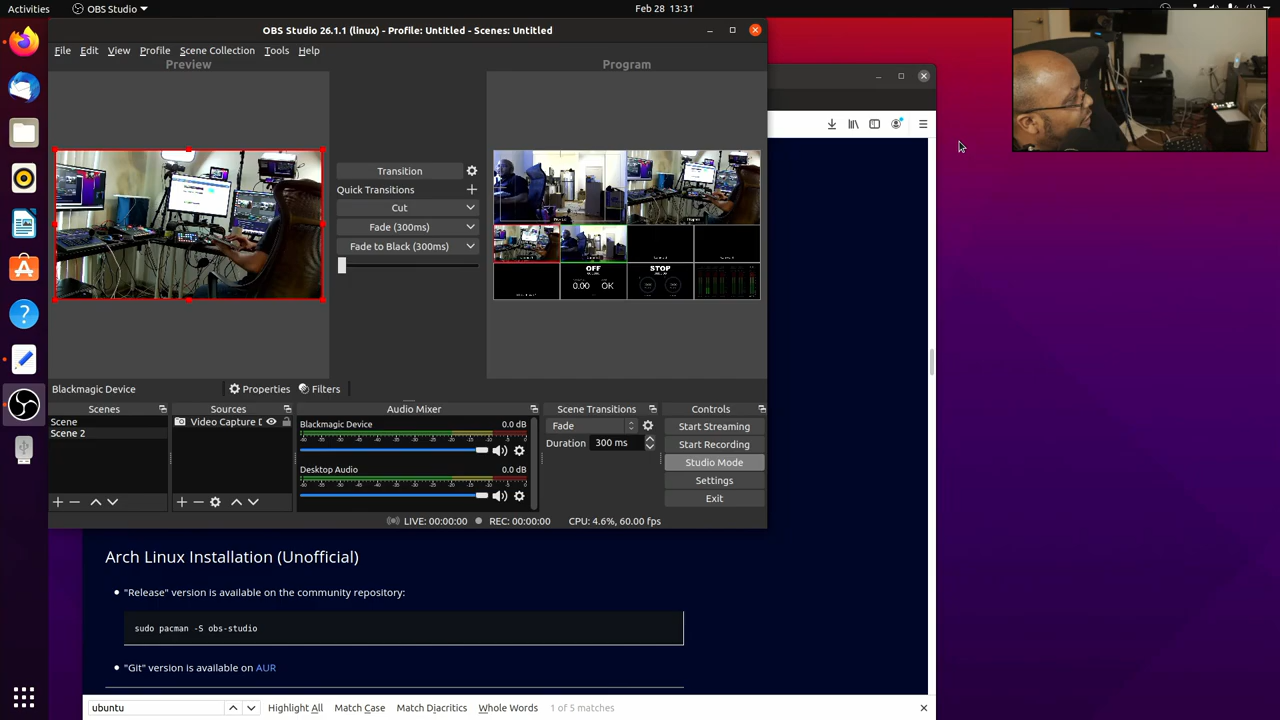 Activities
OBS Studio
Feb 28 13:31
OBS Studio 26.1.1 (linux) - Profile: Untitled - Scenes: Untitled
File Edit View Profile Scene Collection Tools Help
Preview
Program
Transition
Quick Transitions
Cut
Fade (300ms)
Fade to Black (300ms)
OFF
STOP
0.00 OK
Blackmagic Device
Properties
Filters
Scenes
Sources
Audio Mixer
Scene Transitions
Controls
Scene
Scene 2
Video Capture D
Blackmagic Device 0.0 dB
Desktop Audio 0.0 dB
Fade
Duration 300 ms
Start Streaming
Start Recording
Studio Mode
Settings
Exit
LIVE: 00:00:00
REC: 00:00:00
CPU: 4.6%, 60.00 fps
Arch Linux Installation (Unofficial)
"Release" version is available on the community repository:
sudo pacman -S obs-studio
"Git" version is available on AUR
ubuntu
Highlight All
Match Case
Match Diacritics
Whole Words
1 of 5 matches